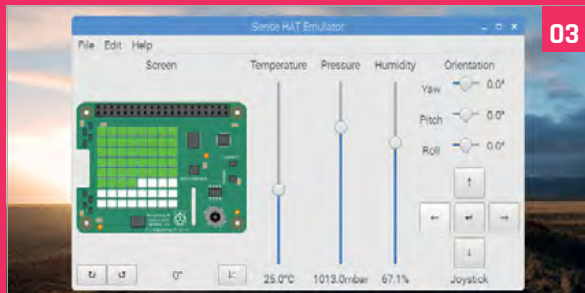 Sense HAT Emulator
03
File Edit Help
Screen
Temperature Pressure Humidity Orientation
Yaw 0.0°
Pitch 0.0°
Roll 0.0°
↑
← ↵ →
↓
↻ ↺ 0° 25.0°C 1013.0mbar 67.1% Joystick